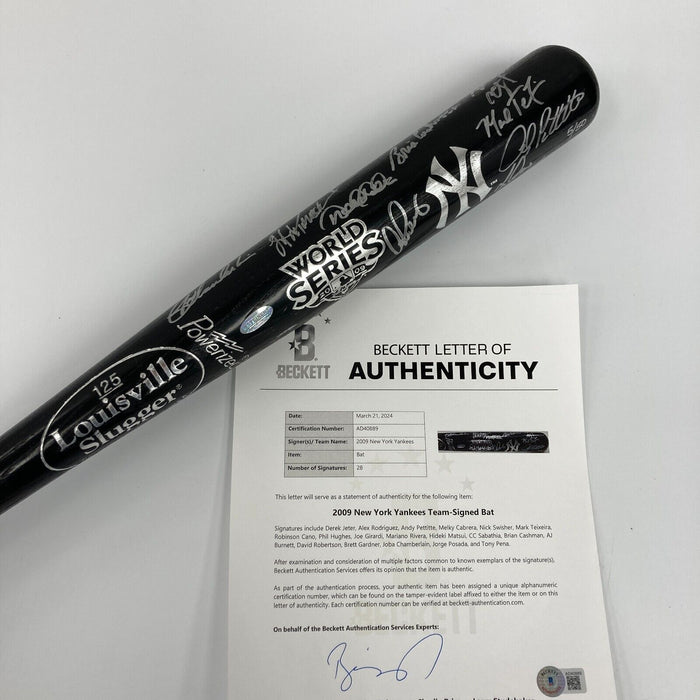 125
Louisville
Slugger®
Powerized
WORLD
SERIES
2009
NY
5/50
BECKETT LETTER OF
AUTHENTICITY
B
BECKETT
Date: March 21, 2024
Certification Number: AD40889
Signer(s)/ Team Name: 2009 New York Yankees
Item: Bat
Number of Signatures: 28
This letter will serve as a statement of authenticity for the following item:
2009 New York Yankees Team-Signed Bat
Signatures include Derek Jeter, Alex Rodriguez, Andy Pettitte, Melky Cabrera, Nick Swisher, Mark Teixeira,
Robinson Cano, Phil Hughes, Joe Girardi, Mariano Rivera, Hideki Matsui, CC Sabathia, Brian Cashman, AJ
Burnett, David Robertson, Brett Gardner, Joba Chamberlain, Jorge Posada, and Tony Pena.
After examination and consideration of multiple factors common to known exemplars of the signature(s),
Beckett Authentication Services offers its opinion that the item is authentic.
As part of the authentication process, your authentic item has been assigned a unique alphanumeric
certification number, which can be found on the tamper-evident label affixed to either the item or on this
letter of authenticity. Each certification number can be verified at beckett-authentication.com.
On behalf of the Beckett Authentication Services Experts:
BECKETT